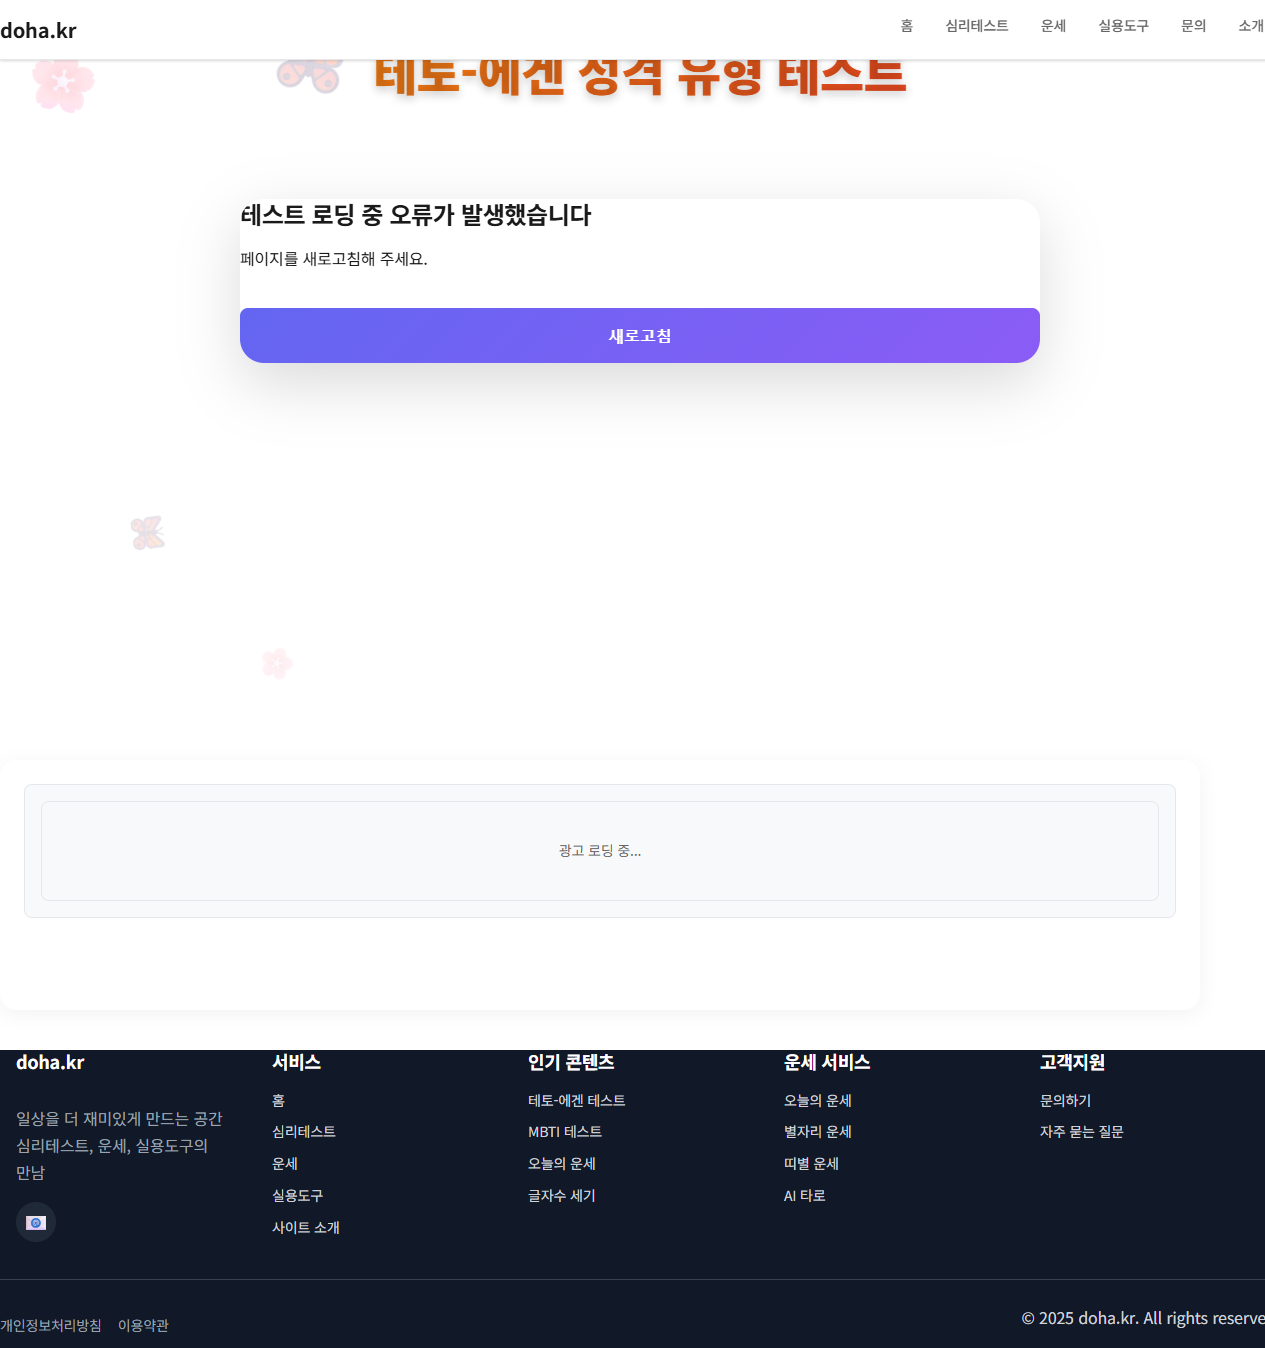 doha.kr
홈 심리테스트 운세 실용도구 문의 소개
테토-에겐 성격 유형 테스트
테스트 로딩 중 오류가 발생했습니다
페이지를 새로고침해 주세요.
새로고침
광고 로딩 중...
doha.kr
일상을 더 재미있게 만드는 공간
심리테스트, 운세, 실용도구의
만남
서비스
홈
심리테스트
운세
실용도구
사이트 소개
인기 콘텐츠
테토-에겐 테스트
MBTI 테스트
오늘의 운세
글자수 세기
운세 서비스
오늘의 운세
별자리 운세
띠별 운세
AI 타로
고객지원
문의하기
자주 묻는 질문
개인정보처리방침 이용약관
© 2025 doha.kr. All rights reserve